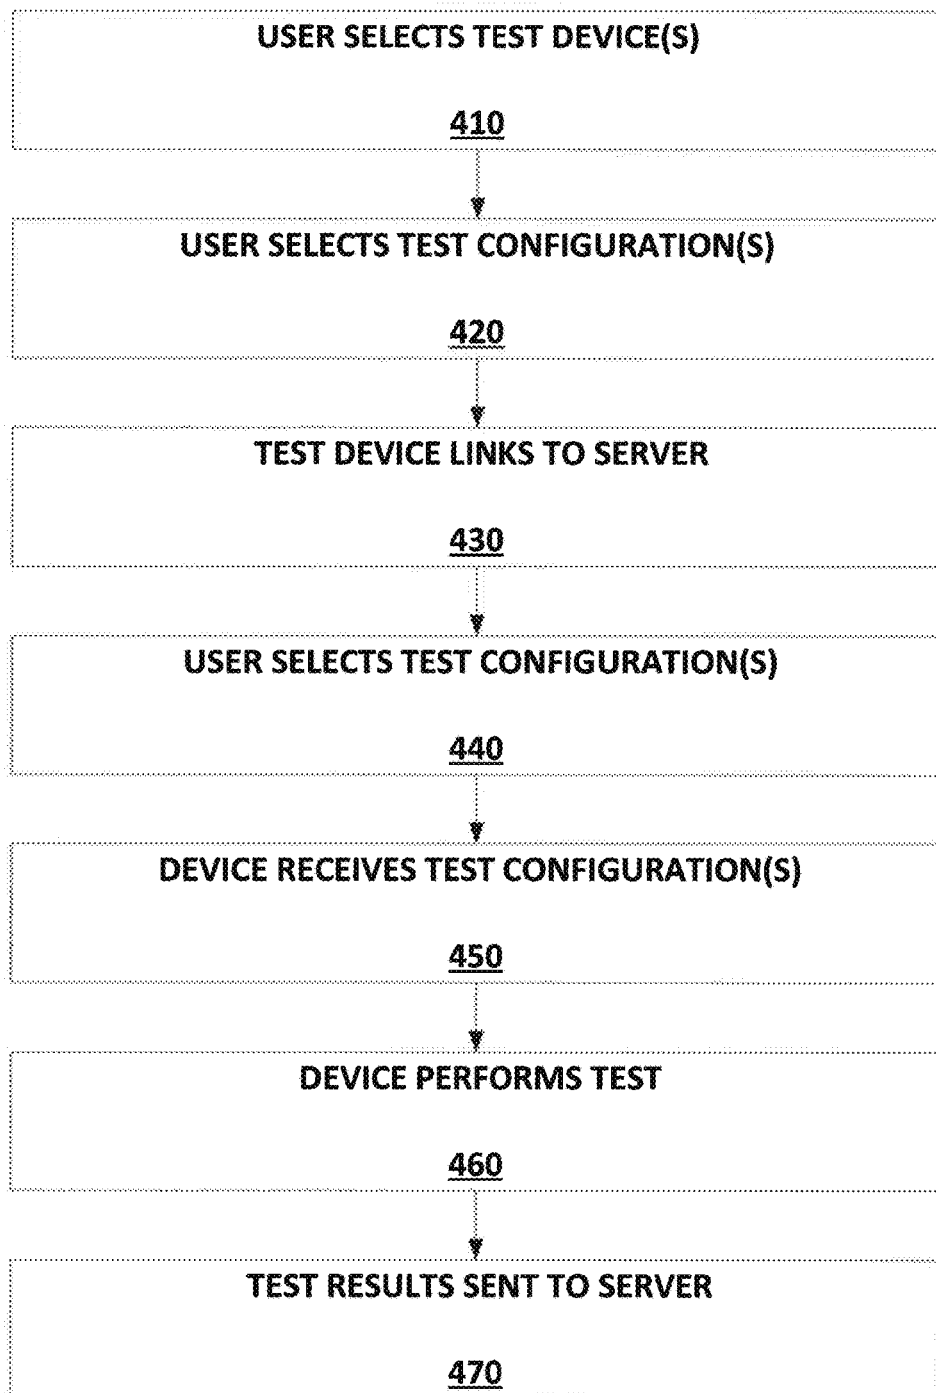 USER SELECTS TEST DEVICE(S)
410
USER SELECTS TEST CONFIGURATION(S)
420
TEST DEVICE LINKS TO SERVER
430
USER SELECTS TEST CONFIGURATION(S)
440
DEVICE RECEIVES TEST CONFIGURATION(S)
450
DEVICE PERFORMS TEST
460
TEST RESULTS SENT TO SERVER
470